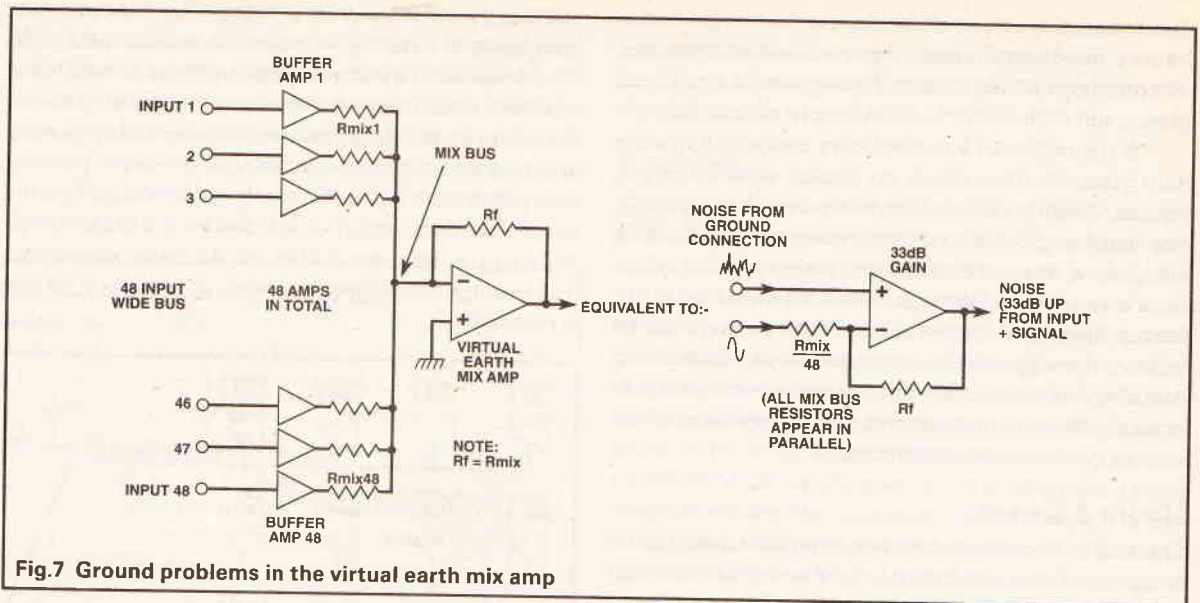 BUFFER
AMP 1
INPUT 1
Rmix1
2
3
MIX BUS
Rf
48 INPUT
WIDE BUS
48 AMPS
IN TOTAL
−
+
VIRTUAL
EARTH
MIX AMP
EQUIVALENT TO:-
46
47
INPUT 48
Rmix48
BUFFER
AMP 48
NOTE:
Rf = Rmix
NOISE FROM
GROUND
CONNECTION
33dB
GAIN
+
−
NOISE
(33dB UP
FROM INPUT
+ SIGNAL
Rmix
48
Rf
(ALL MIX BUS
RESISTORS
APPEAR IN
PARALLEL)
Fig.7 Ground problems in the virtual earth mix amp